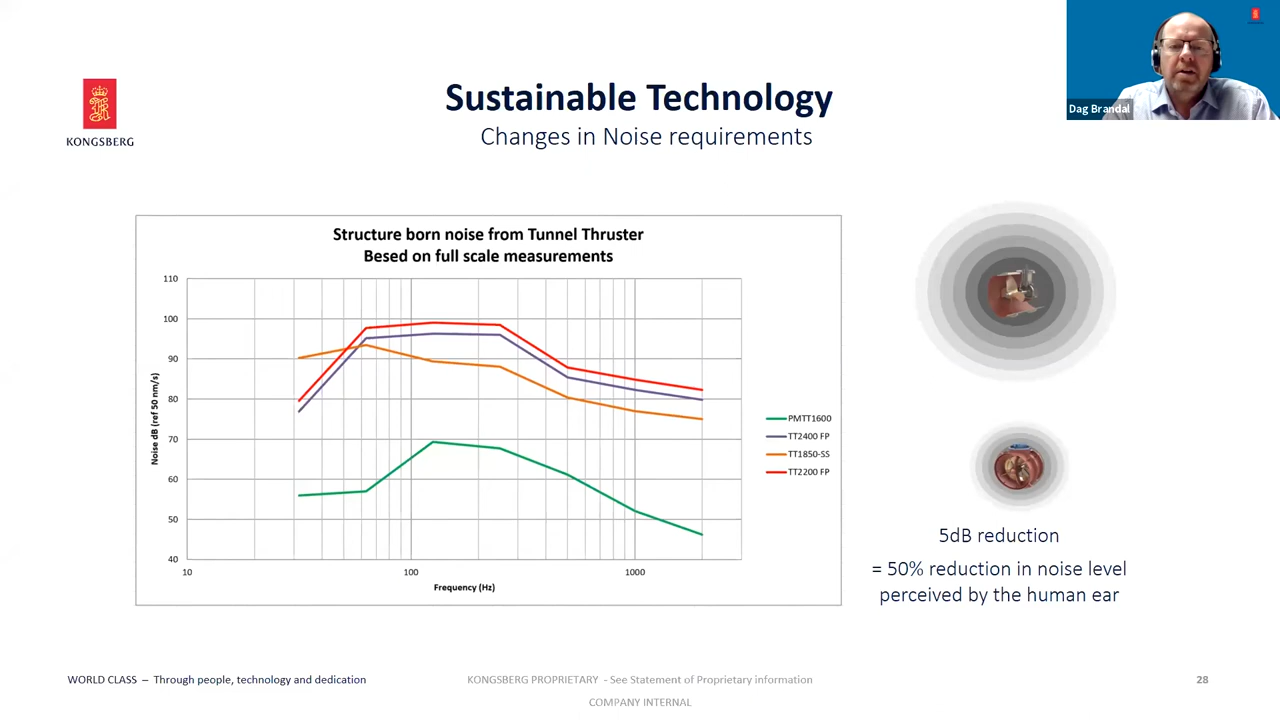 Dag Brandal
KONGSBERG
Sustainable Technology
Changes in Noise requirements
Structure born noise from Tunnel Thruster
Besed on full scale measurements
110
100
90
80
70
60
50
40
Noise dB (ref 50 nm/s)
10
100
1000
Frequency (Hz)
PMTT1600
TT2400 FP
TT1850-SS
TT2200 FP
5dB reduction
= 50% reduction in noise level
perceived by the human ear
WORLD CLASS – Through people, technology and dedication
KONGSBERG PROPRIETARY - See Statement of Proprietary information
28
COMPANY INTERNAL